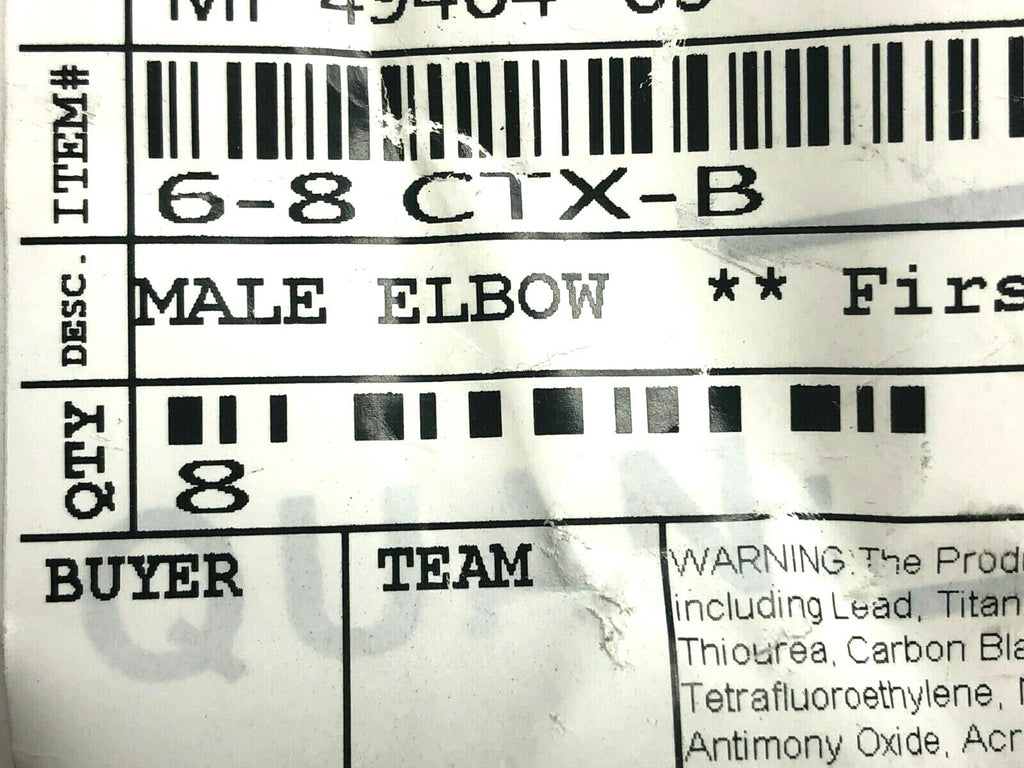 ITEM#
6-8 CTX-B
DESC.
MALE ELBOW ** Firs
QTY
8
BUYER
TEAM
WARNING: The Produ
including Lead, Titan
Thiourea, Carbon Bla
Tetrafluoroethylene,
Antimony Oxide, Acr
QUAN.